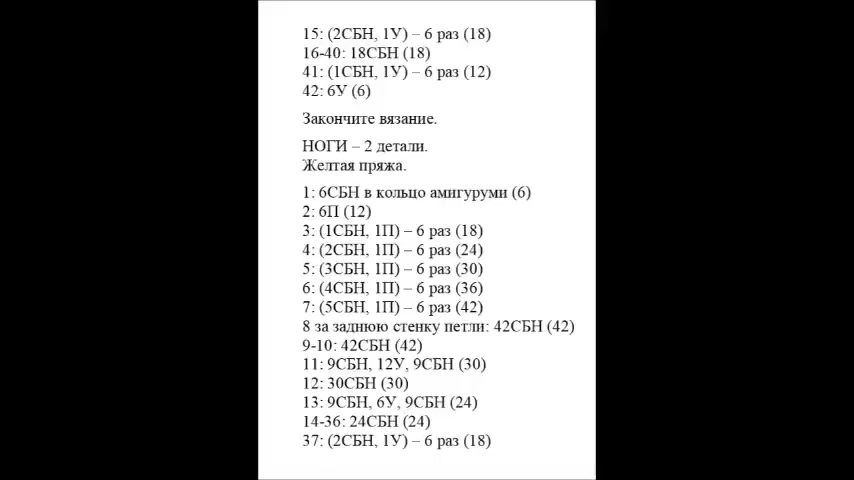 15: (2СБН, 1У) – 6 раз (18)
16-40: 18СБН (18)
41: (1СБН, 1У) – 6 раз (12)
42: 6У (6)
Закончите вязание.
НОГИ – 2 детали.
Желтая пряжа.
1: 6СБН в кольцо амигуруми (6)
2: 6П (12)
3: (1СБН, 1П) – 6 раз (18)
4: (2СБН, 1П) – 6 раз (24)
5: (3СБН, 1П) – 6 раз (30)
6: (4СБН, 1П) – 6 раз (36)
7: (5СБН, 1П) – 6 раз (42)
8 за заднюю стенку петли: 42СБН (42)
9-10: 42СБН (42)
11: 9СБН, 12У, 9СБН (30)
12: 30СБН (30)
13: 9СБН, 6У, 9СБН (24)
14-36: 24СБН (24)
37: (2СБН, 1У) – 6 раз (18)